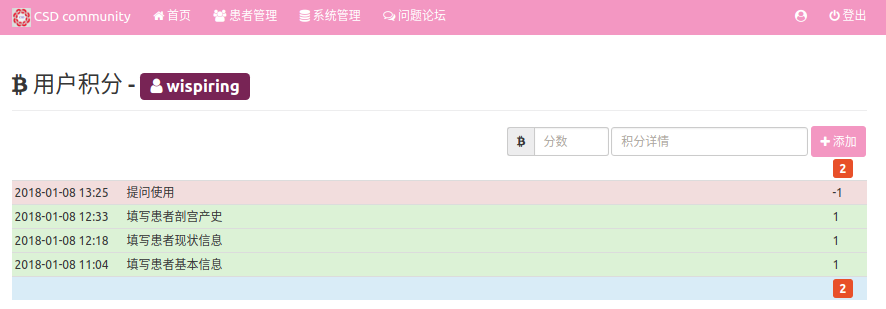 CSD community 首页 患者管理 系统管理 问题论坛 登出
用户积分 - wispiring
分数 积分详情 添加
2
2018-01-08 13:25 提问使用 -1
2018-01-08 12:33 填写患者剖宫产史 1
2018-01-08 12:18 填写患者现状信息 1
2018-01-08 11:04 填写患者基本信息 1
2